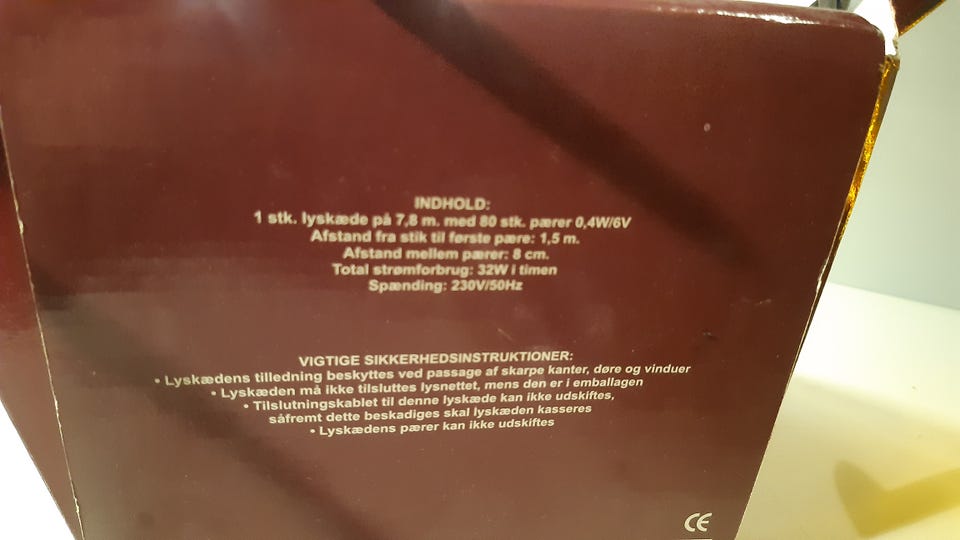 INDHOLD:
1 stk. lyskæde på 7,8 m. med 80 stk. pærer 0,4W/6V
Afstand fra stik til første pære: 1,5 m.
Afstand mellem pærer: 8 cm.
Total strømforbrug: 32W i timen
Spænding: 230V/50Hz
VIGTIGE SIKKERHEDSINSTRUKTIONER:
• Lyskædens tilledning beskyttes ved passage af skarpe kanter, døre og vinduer
• Lyskæden må ikke tilsluttes lysnettet, mens den er i emballagen
• Tilslutningskablet til denne lyskæde kan ikke udskiftes,
såfremt dette beskadiges skal lyskæden kasseres
• Lyskædens pærer kan ikke udskiftes
CE